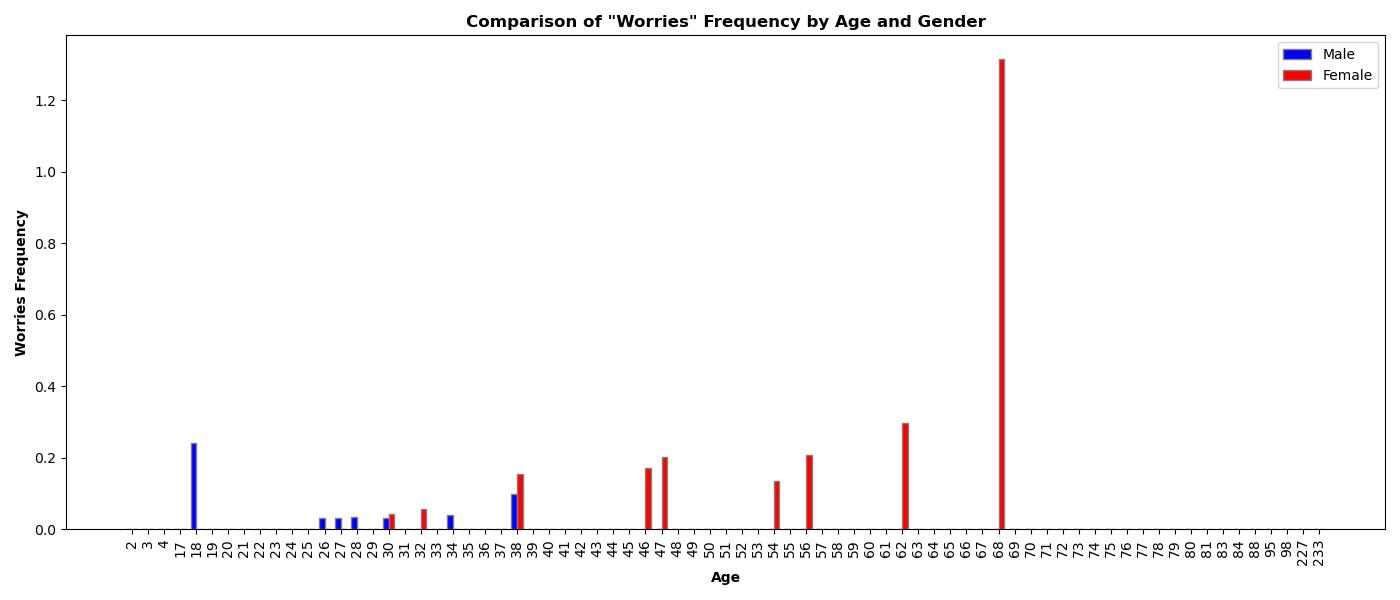 Comparison of "Worries" Frequency by Age and Gender
Male
Female
Worries Frequency
1.2
1.0
0.8
0.6
0.4
0.2
0.0
2 3 4 17 18 19 20 21 22 23 24 25 26 27 28 29 30 31 32 33 34 35 36 37 38 39 40 41 42 43 44 45 46 47 48 49 50 51 52 53 54 55 56 57 58 59 60 61 62 63 64 65 66 67 68 69 70 71 72 73 74 75 76 77 78 79 80 81 83 84 88 95 98 227 233
Age